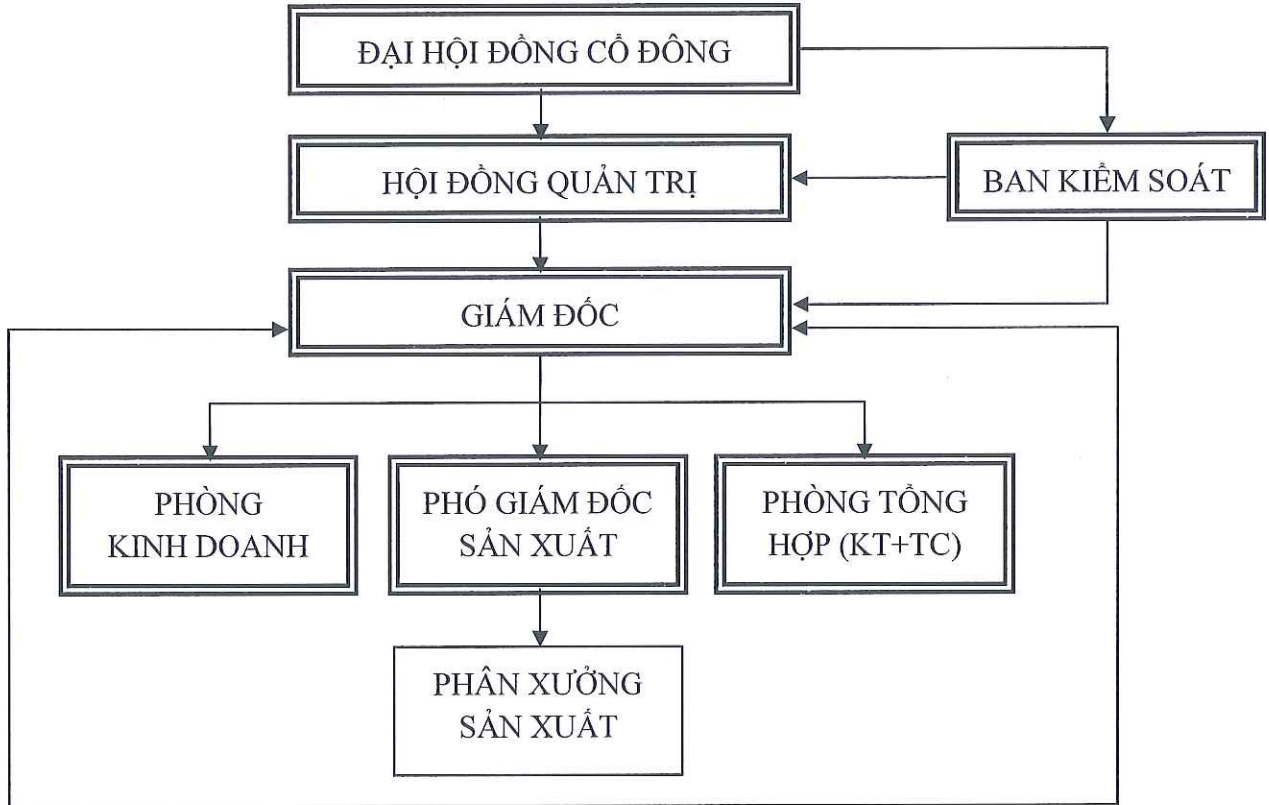 ĐẠI HỘI ĐỒNG CỔ ĐÔNG
HỘI ĐỒNG QUẢN TRỊ
BAN KIỂM SOÁT
GIÁM ĐỐC
PHÒNG
KINH DOANH
PHÓ GIÁM ĐỐC
SẢN XUẤT
PHÒNG TỔNG
HỢP (KT+TC)
PHÂN XƯỞNG
SẢN XUẤT